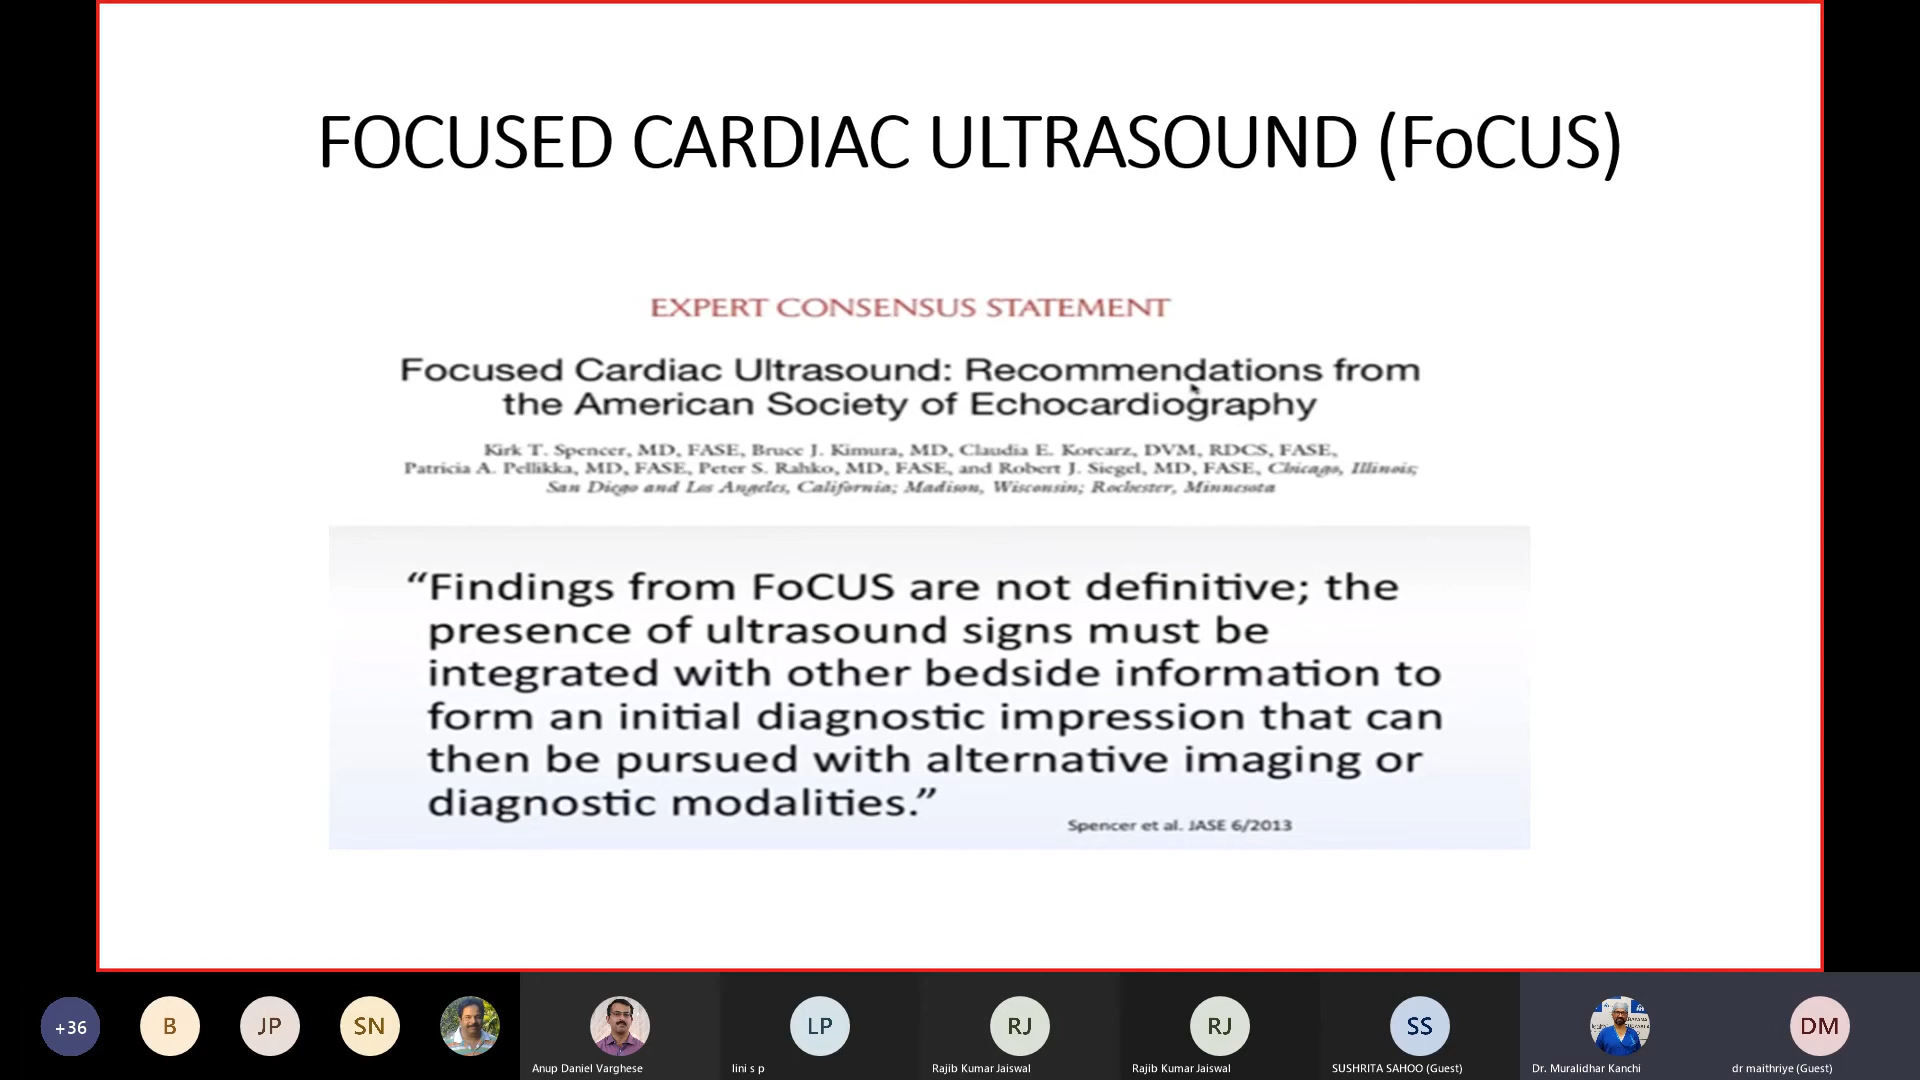 FOCUSED CARDIAC ULTRASOUND (FoCUS)
EXPERT CONSENSUS STATEMENT
Focused Cardiac Ultrasound: Recommendations from
the American Society of Echocardiography
Kirk T. Spencer, MD, FASE, Bruce J. Kimura, MD, Claudia E. Korcarz, DVM, RDCS, FASE,
Patricia A. Pellikka, MD, FASE, Peter S. Rahko, MD, FASE, and Robert J. Siegel, MD, FASE, Chicago, Illinois;
San Diego and Los Angeles, California; Madison, Wisconsin; Rochester, Minnesota
“Findings from FoCUS are not definitive; the
presence of ultrasound signs must be
integrated with other bedside information to
form an initial diagnostic impression that can
then be pursued with alternative imaging or
diagnostic modalities.”
Spencer et al. JASE 6/2013
+36
B
JP
SN
LP
RJ
RJ
SS
DM
Anup Daniel Varghese
lini s p
Rajib Kumar Jaiswal
Rajib Kumar Jaiswal
SUSHRITA SAHOO (Guest)
Dr. Muralidhar Kanchi
dr maithriye (Guest)